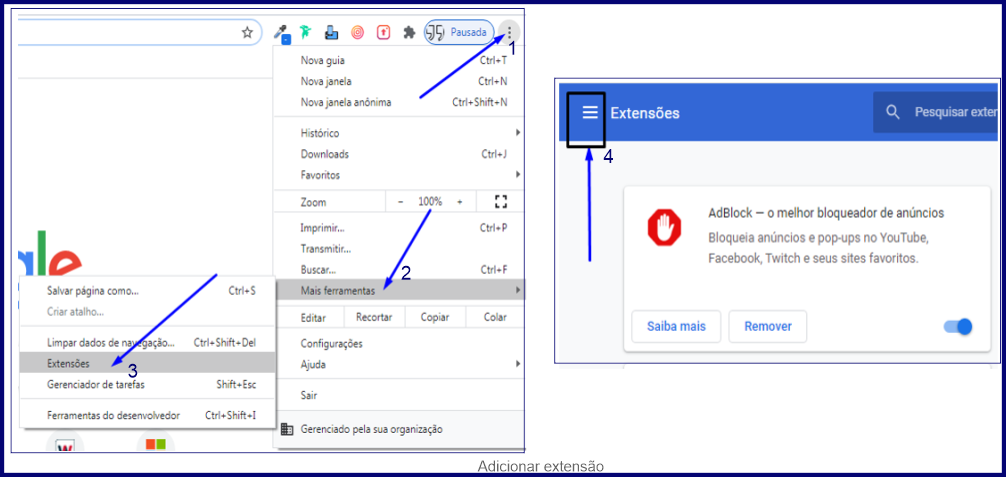 Pausada
1
Nova guia Ctrl+T
Nova janela Ctrl+N
Nova janela anônima Ctrl+Shift+N
Histórico
Downloads Ctrl+J
Favoritos
Zoom - 100% +
Imprimir... Ctrl+P
Transmitir...
Buscar... Ctrl+F
2
Mais ferramentas
Editar Recortar Copiar Colar
Configurações
Ajuda
Sair
Gerenciado pela sua organização
gle
Salvar página como... Ctrl+S
Criar atalho...
Limpar dados de navegação... Ctrl+Shift+Del
Extensões
3
Gerenciador de tarefas Shift+Esc
Ferramentas do desenvolvedor Ctrl+Shift+I
W
Extensões
Pesquisar exter
4
AdBlock — o melhor bloqueador de anúncios
Bloqueia anúncios e pop-ups no YouTube,
Facebook, Twitch e seus sites favoritos.
Saiba mais Remover
Adicionar extensão